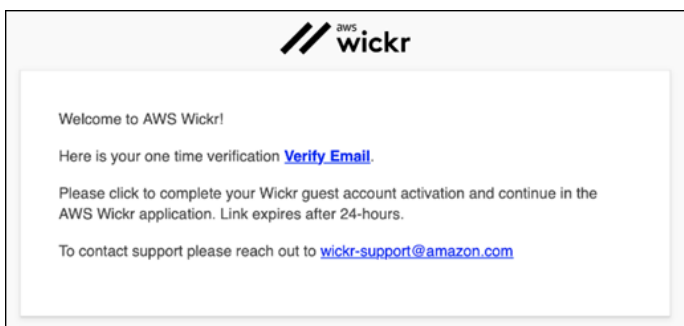 aws
wickr
Welcome to AWS Wickr!
Here is your one time verification Verify Email.
Please click to complete your Wickr guest account activation and continue in the
AWS Wickr application. Link expires after 24-hours.
To contact support please reach out to wickr-support@amazon.com